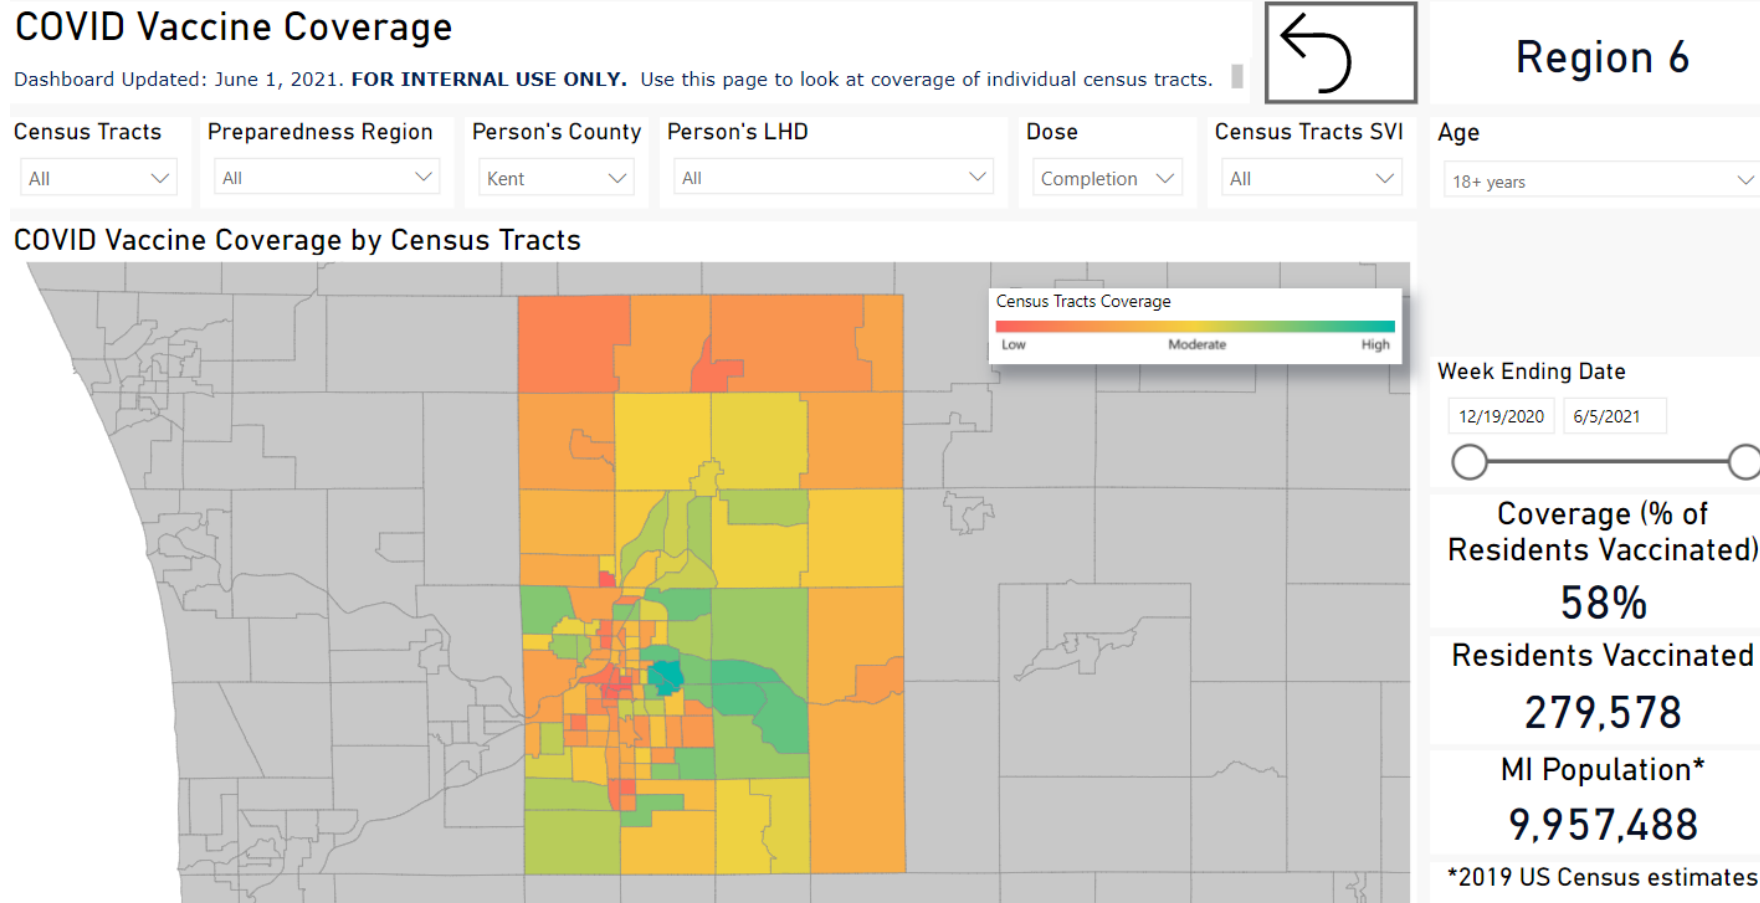 COVID Vaccine Coverage
Region 6
Dashboard Updated: June 1, 2021. FOR INTERNAL USE ONLY. Use this page to look at coverage of individual census tracts.
Census Tracts
Preparedness Region
Person's County
Person's LHD
Dose
Census Tracts SVI
Age
All
All
Kent
All
Completion
All
18+ years
COVID Vaccine Coverage by Census Tracts
Census Tracts Coverage
Low
Moderate
High
Week Ending Date
12/19/2020
6/5/2021
Coverage (% of
Residents Vaccinated)
58%
Residents Vaccinated
279,578
MI Population*
9,957,488
*2019 US Census estimates